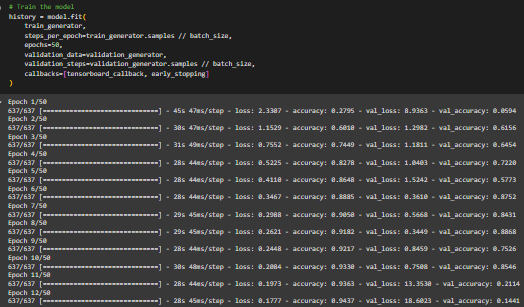 # Train the model
history = model.fit(
train_generator,
steps_per_epoch=train_generator.samples // batch_size,
epochs=50,
validation_data=validation_generator,
validation_steps=validation_generator.samples // batch_size,
callbacks=[tensorboard_callback, early_stopping]
)
Epoch 1/50
637/637 [==============================] - 45s 47ms/step - loss: 2.3307 - accuracy: 0.2795 - val_loss: 8.9363 - val_accuracy: 0.0594
Epoch 2/50
637/637 [==============================] - 30s 47ms/step - loss: 1.1529 - accuracy: 0.6010 - val_loss: 1.2982 - val_accuracy: 0.6156
Epoch 3/50
637/637 [==============================] - 31s 49ms/step - loss: 0.7552 - accuracy: 0.7449 - val_loss: 1.1811 - val_accuracy: 0.6454
Epoch 4/50
637/637 [==============================] - 28s 44ms/step - loss: 0.5225 - accuracy: 0.8278 - val_loss: 1.0403 - val_accuracy: 0.7220
Epoch 5/50
637/637 [==============================] - 28s 44ms/step - loss: 0.4110 - accuracy: 0.8648 - val_loss: 1.5242 - val_accuracy: 0.5773
Epoch 6/50
637/637 [==============================] - 28s 44ms/step - loss: 0.3467 - accuracy: 0.8885 - val_loss: 0.3610 - val_accuracy: 0.8752
Epoch 7/50
637/637 [==============================] - 29s 45ms/step - loss: 0.2988 - accuracy: 0.9050 - val_loss: 0.5668 - val_accuracy: 0.8431
Epoch 8/50
637/637 [==============================] - 29s 45ms/step - loss: 0.2621 - accuracy: 0.9182 - val_loss: 0.3449 - val_accuracy: 0.8868
Epoch 9/50
637/637 [==============================] - 28s 44ms/step - loss: 0.2448 - accuracy: 0.9217 - val_loss: 0.8459 - val_accuracy: 0.7526
Epoch 10/50
637/637 [==============================] - 30s 48ms/step - loss: 0.2084 - accuracy: 0.9330 - val_loss: 0.7508 - val_accuracy: 0.8546
Epoch 11/50
637/637 [==============================] - 28s 44ms/step - loss: 0.1973 - accuracy: 0.9363 - val_loss: 13.3530 - val_accuracy: 0.2114
Epoch 12/50
637/637 [==============================] - 28s 45ms/step - loss: 0.1777 - accuracy: 0.9437 - val_loss: 18.6023 - val_accuracy: 0.1441